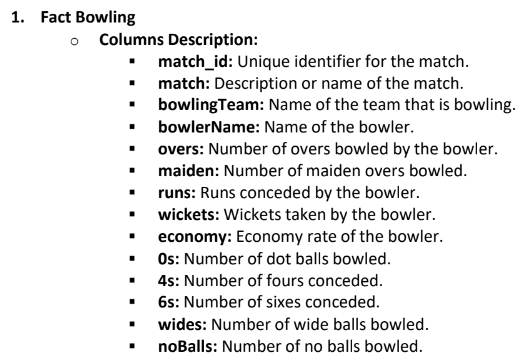 1. Fact Bowling
o Columns Description:
▪ match_id: Unique identifier for the match.
▪ match: Description or name of the match.
▪ bowlingTeam: Name of the team that is bowling.
▪ bowlerName: Name of the bowler.
▪ overs: Number of overs bowled by the bowler.
▪ maiden: Number of maiden overs bowled.
▪ runs: Runs conceded by the bowler.
▪ wickets: Wickets taken by the bowler.
▪ economy: Economy rate of the bowler.
▪ 0s: Number of dot balls bowled.
▪ 4s: Number of fours conceded.
▪ 6s: Number of sixes conceded.
▪ wides: Number of wide balls bowled.
▪ noBalls: Number of no balls bowled.